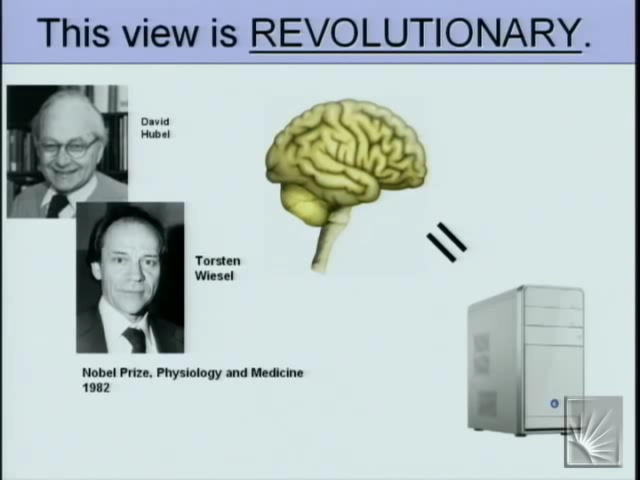 This view is REVOLUTIONARY.
David
Hubel
Torsten
Wiesel
Nobel Prize, Physiology and Medicine
1982